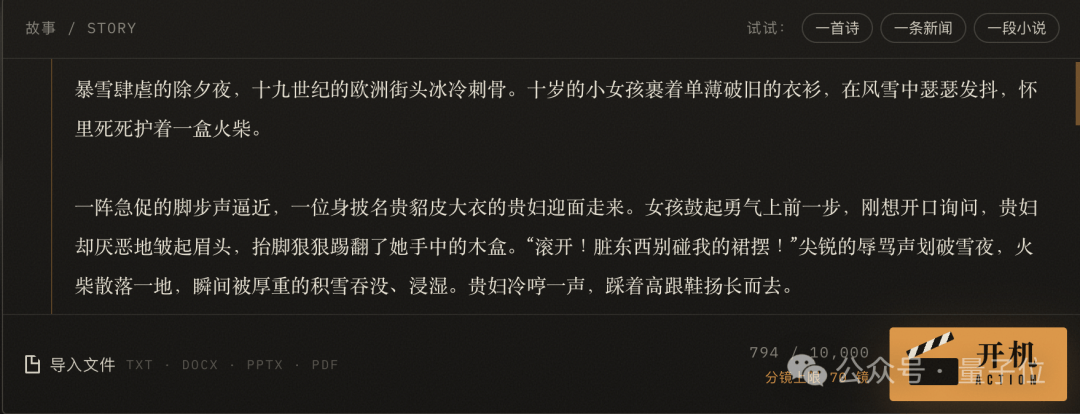 故事 / STORY
试试：
一首诗
一条新闻
一段小说
暴雪肆虐的除夕夜，十九世纪的欧洲街头冰冷刺骨。十岁的小女孩裹着单薄破旧的衣衫，在风雪中瑟瑟发抖，怀
里死死护着一盒火柴。
一阵急促的脚步声逼近，一位身披名贵貂皮大衣的贵妇迎面走来。女孩鼓起勇气上前一步，刚想开口询问，贵妇
却厌恶地皱起眉头，抬脚狠狠踢翻了她手中的木盒。“滚开！脏东西别碰我的裙摆！”尖锐的辱骂声划破雪夜，火
柴散落一地，瞬间被厚重的积雪吞没、浸湿。贵妇冷哼一声，踩着高跟鞋扬长而去。
导入文件 TXT · DOCX · PPTX · PDF
794 / 10,000
分镜上限 70 镜
开机
ACTION
公众号 · 量子位